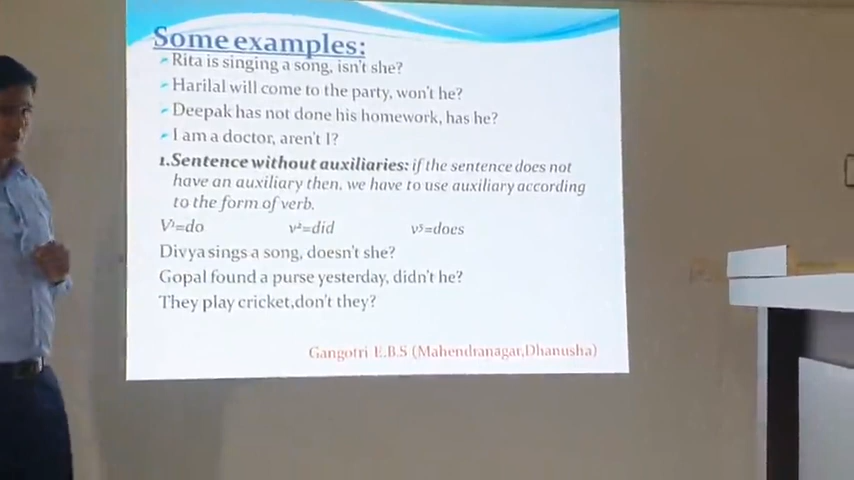 Some examples:
Rita is singing a song, isn't she?
Harilal will come to the party, won't he?
Deepak has not done his homework, has he?
I am a doctor, aren't I?
1.Sentence without auxiliaries: if the sentence does not
have an auxiliary then, we have to use auxiliary according
to the form of verb.
V¹=do v²=did v⁵=does
Divya sings a song, doesn't she?
Gopal found a purse yesterday, didn't he?
They play cricket,don't they?
Gangotri E.B.S (Mahendranagar,Dhanusha)